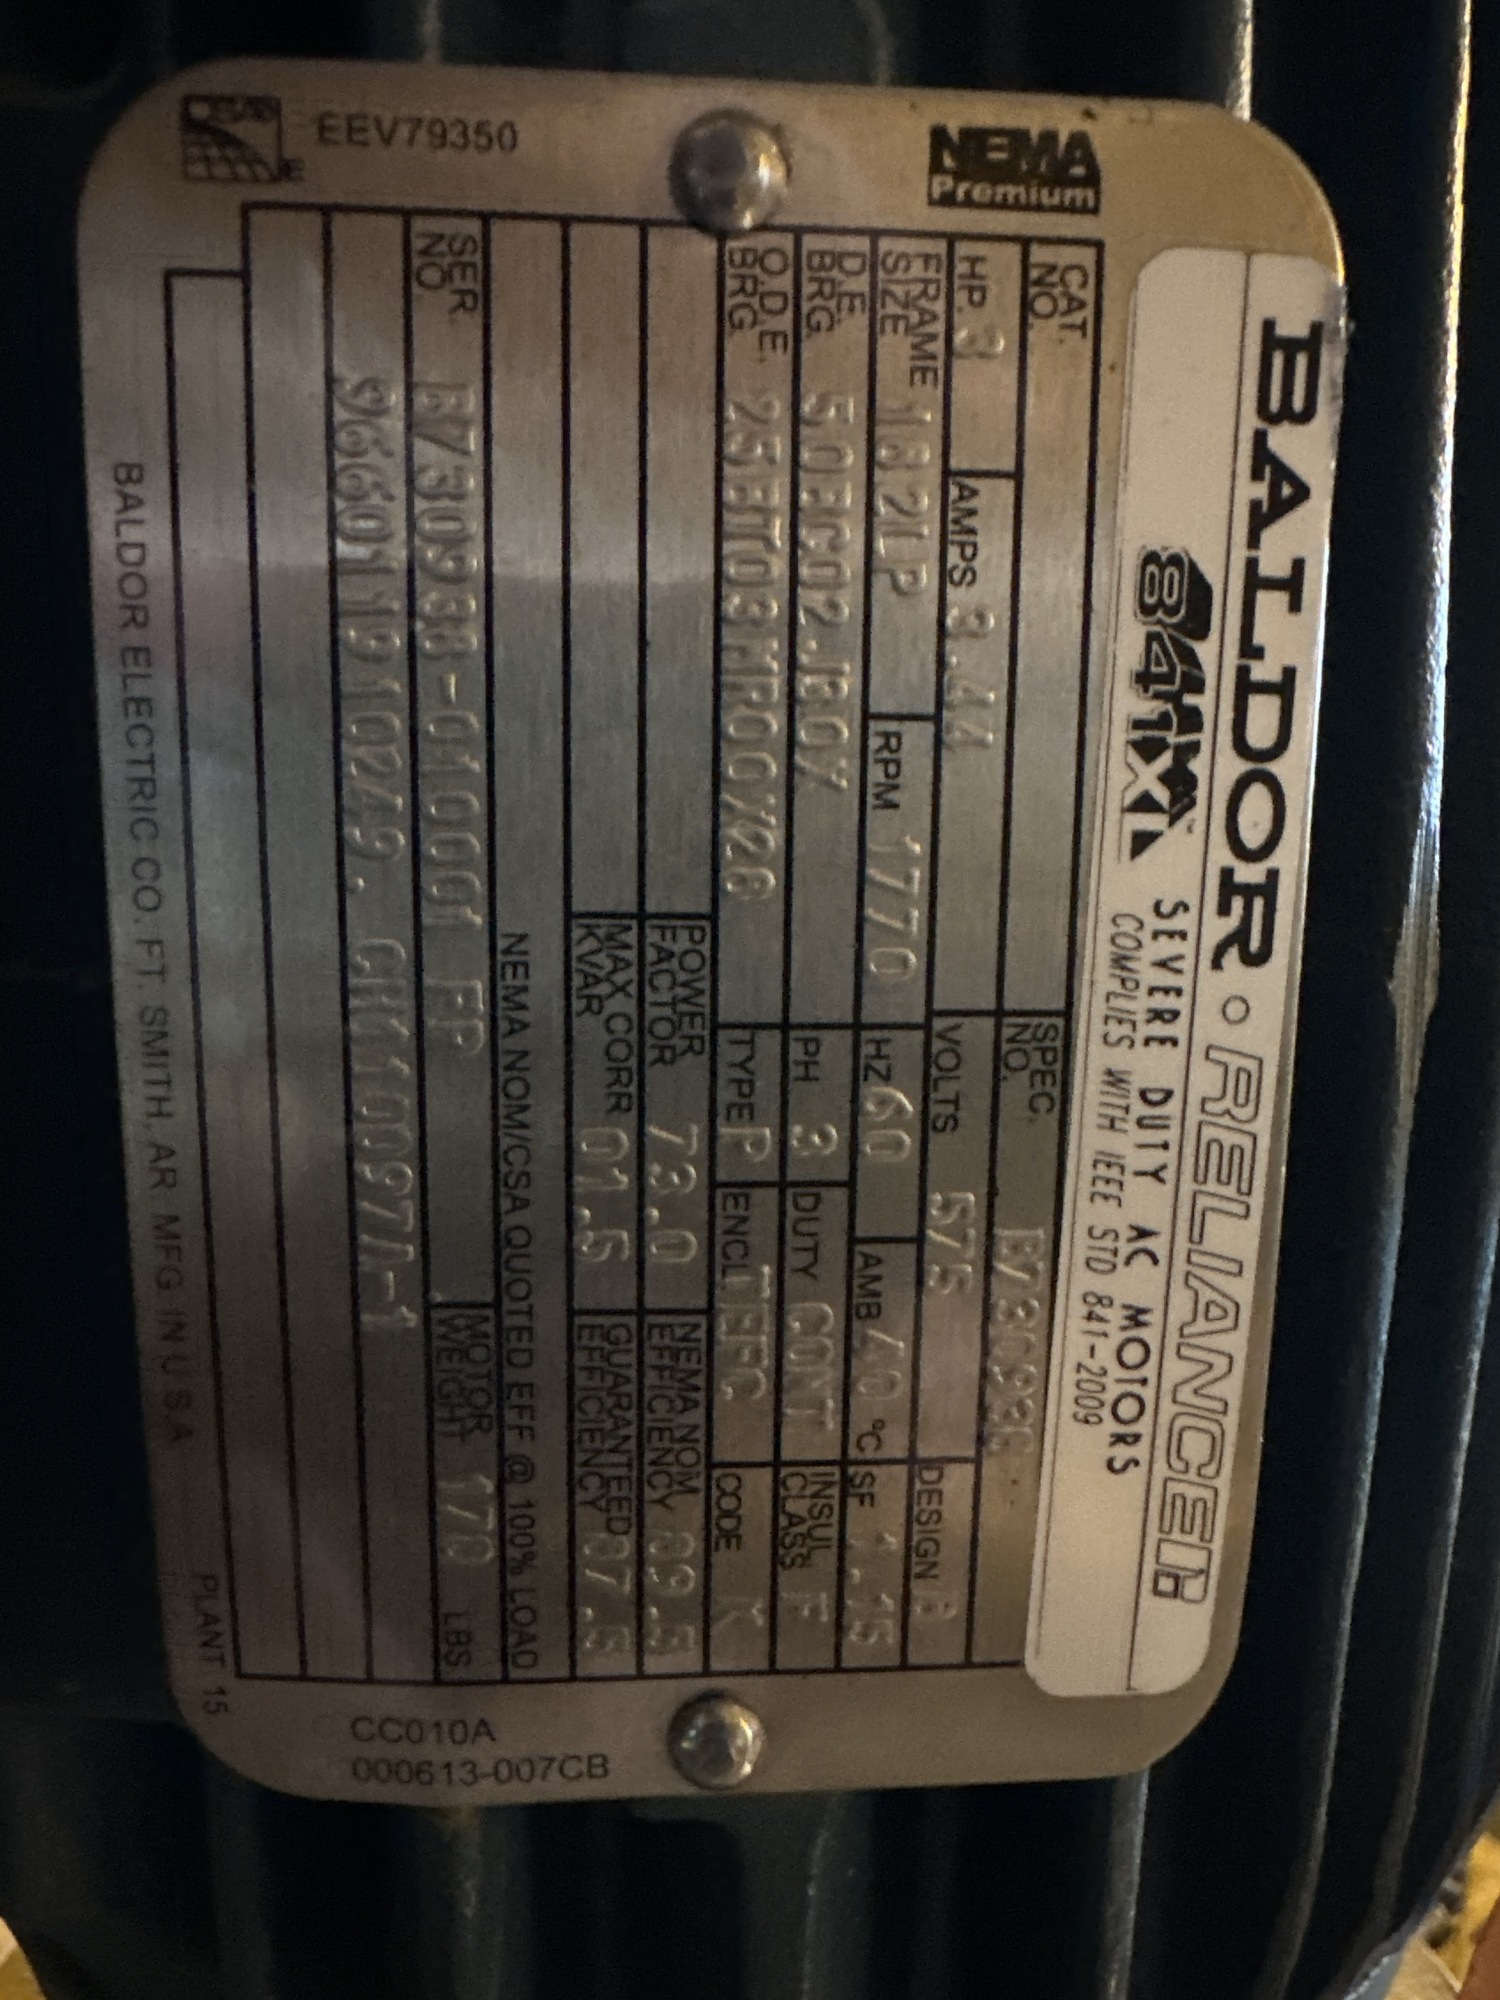 BALDOR • RELIANCE
841XL™ SEVERE DUTY AC MOTORS
COMPLIES WITH IEEE STD 841-2009
NEMA
Premium
CAT. NO. SPEC. NO.
HP. 3 AMPS 3.44 VOLTS 575 DESIGN
FRAME SIZE 182LP RPM 1770 HZ 60 AMB 40 °C SF 1.15
D.E. BRG. PH 3 DUTY CONT INSUL. CLASS F
O.D.E. BRG. TYPE P ENCL. TEFC CODE K
POWER FACTOR NEMA NOM EFFICIENCY 89.5
MAX CORR KVAR 01.5 GUARANTEED EFFICIENCY 87.5
NEMA NOM/CSA QUOTED EFF @ 100% LOAD
SER. NO. MOTOR WEIGHT 170 LBS
BALDOR ELECTRIC CO. FT. SMITH, AR MFG IN U.S.A. PLANT 15
EEV79350
CC010A
000613-007CB